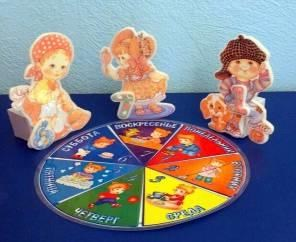 ВОСКРЕСЕНЬЕ
ПОНЕДЕЛЬНИК
ВТОРНИК
СРЕДА
ЧЕТВЕРГ
ПЯТНИЦА
СУББОТА